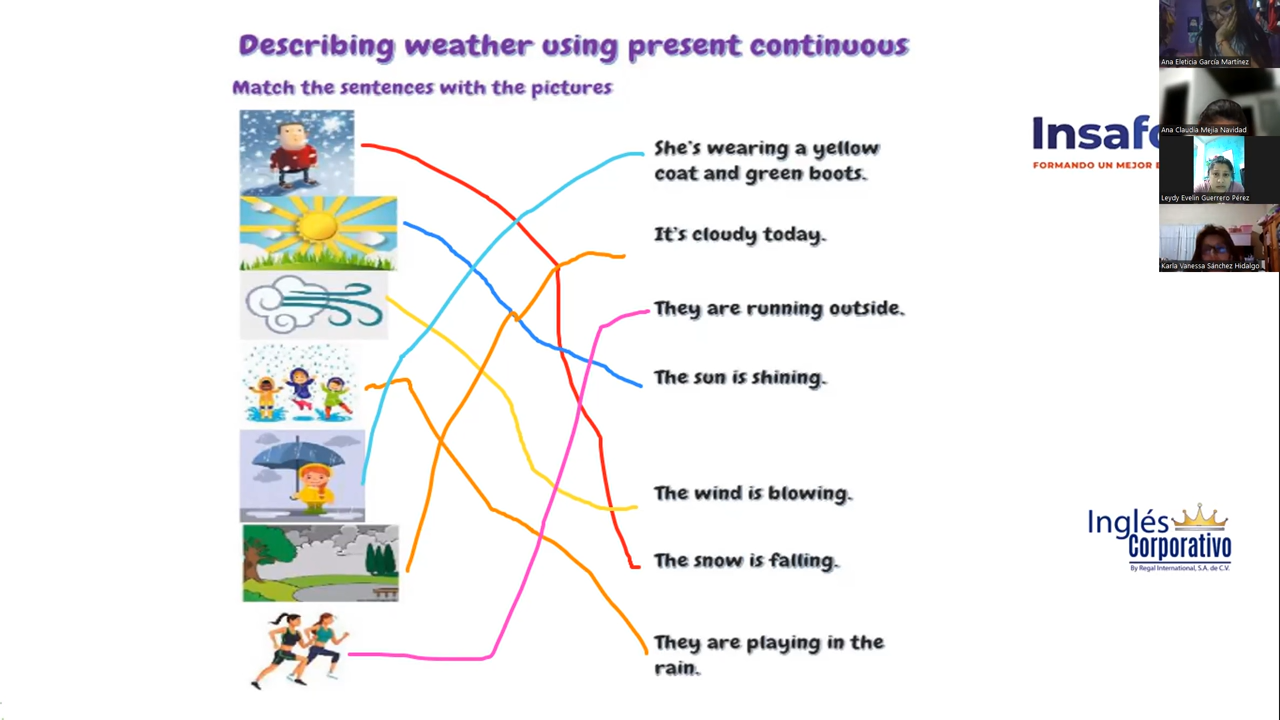 Describing weather using present continuous
Match the sentences with the pictures
She's wearing a yellow
coat and green boots.
It's cloudy today.
They are running outside.
The sun is shining.
The wind is blowing.
The snow is falling.
They are playing in the
rain.
Insafo
FORMANDO UN MEJOR
Inglés
Corporativo
By Regal International, S.A. de C.V.
Ana Eleticia García Martínez
Ana Claudia Mejia Navidad
Leydy Evelin Guerrero Pérez
Karla Vanessa Sánchez Hidalgo